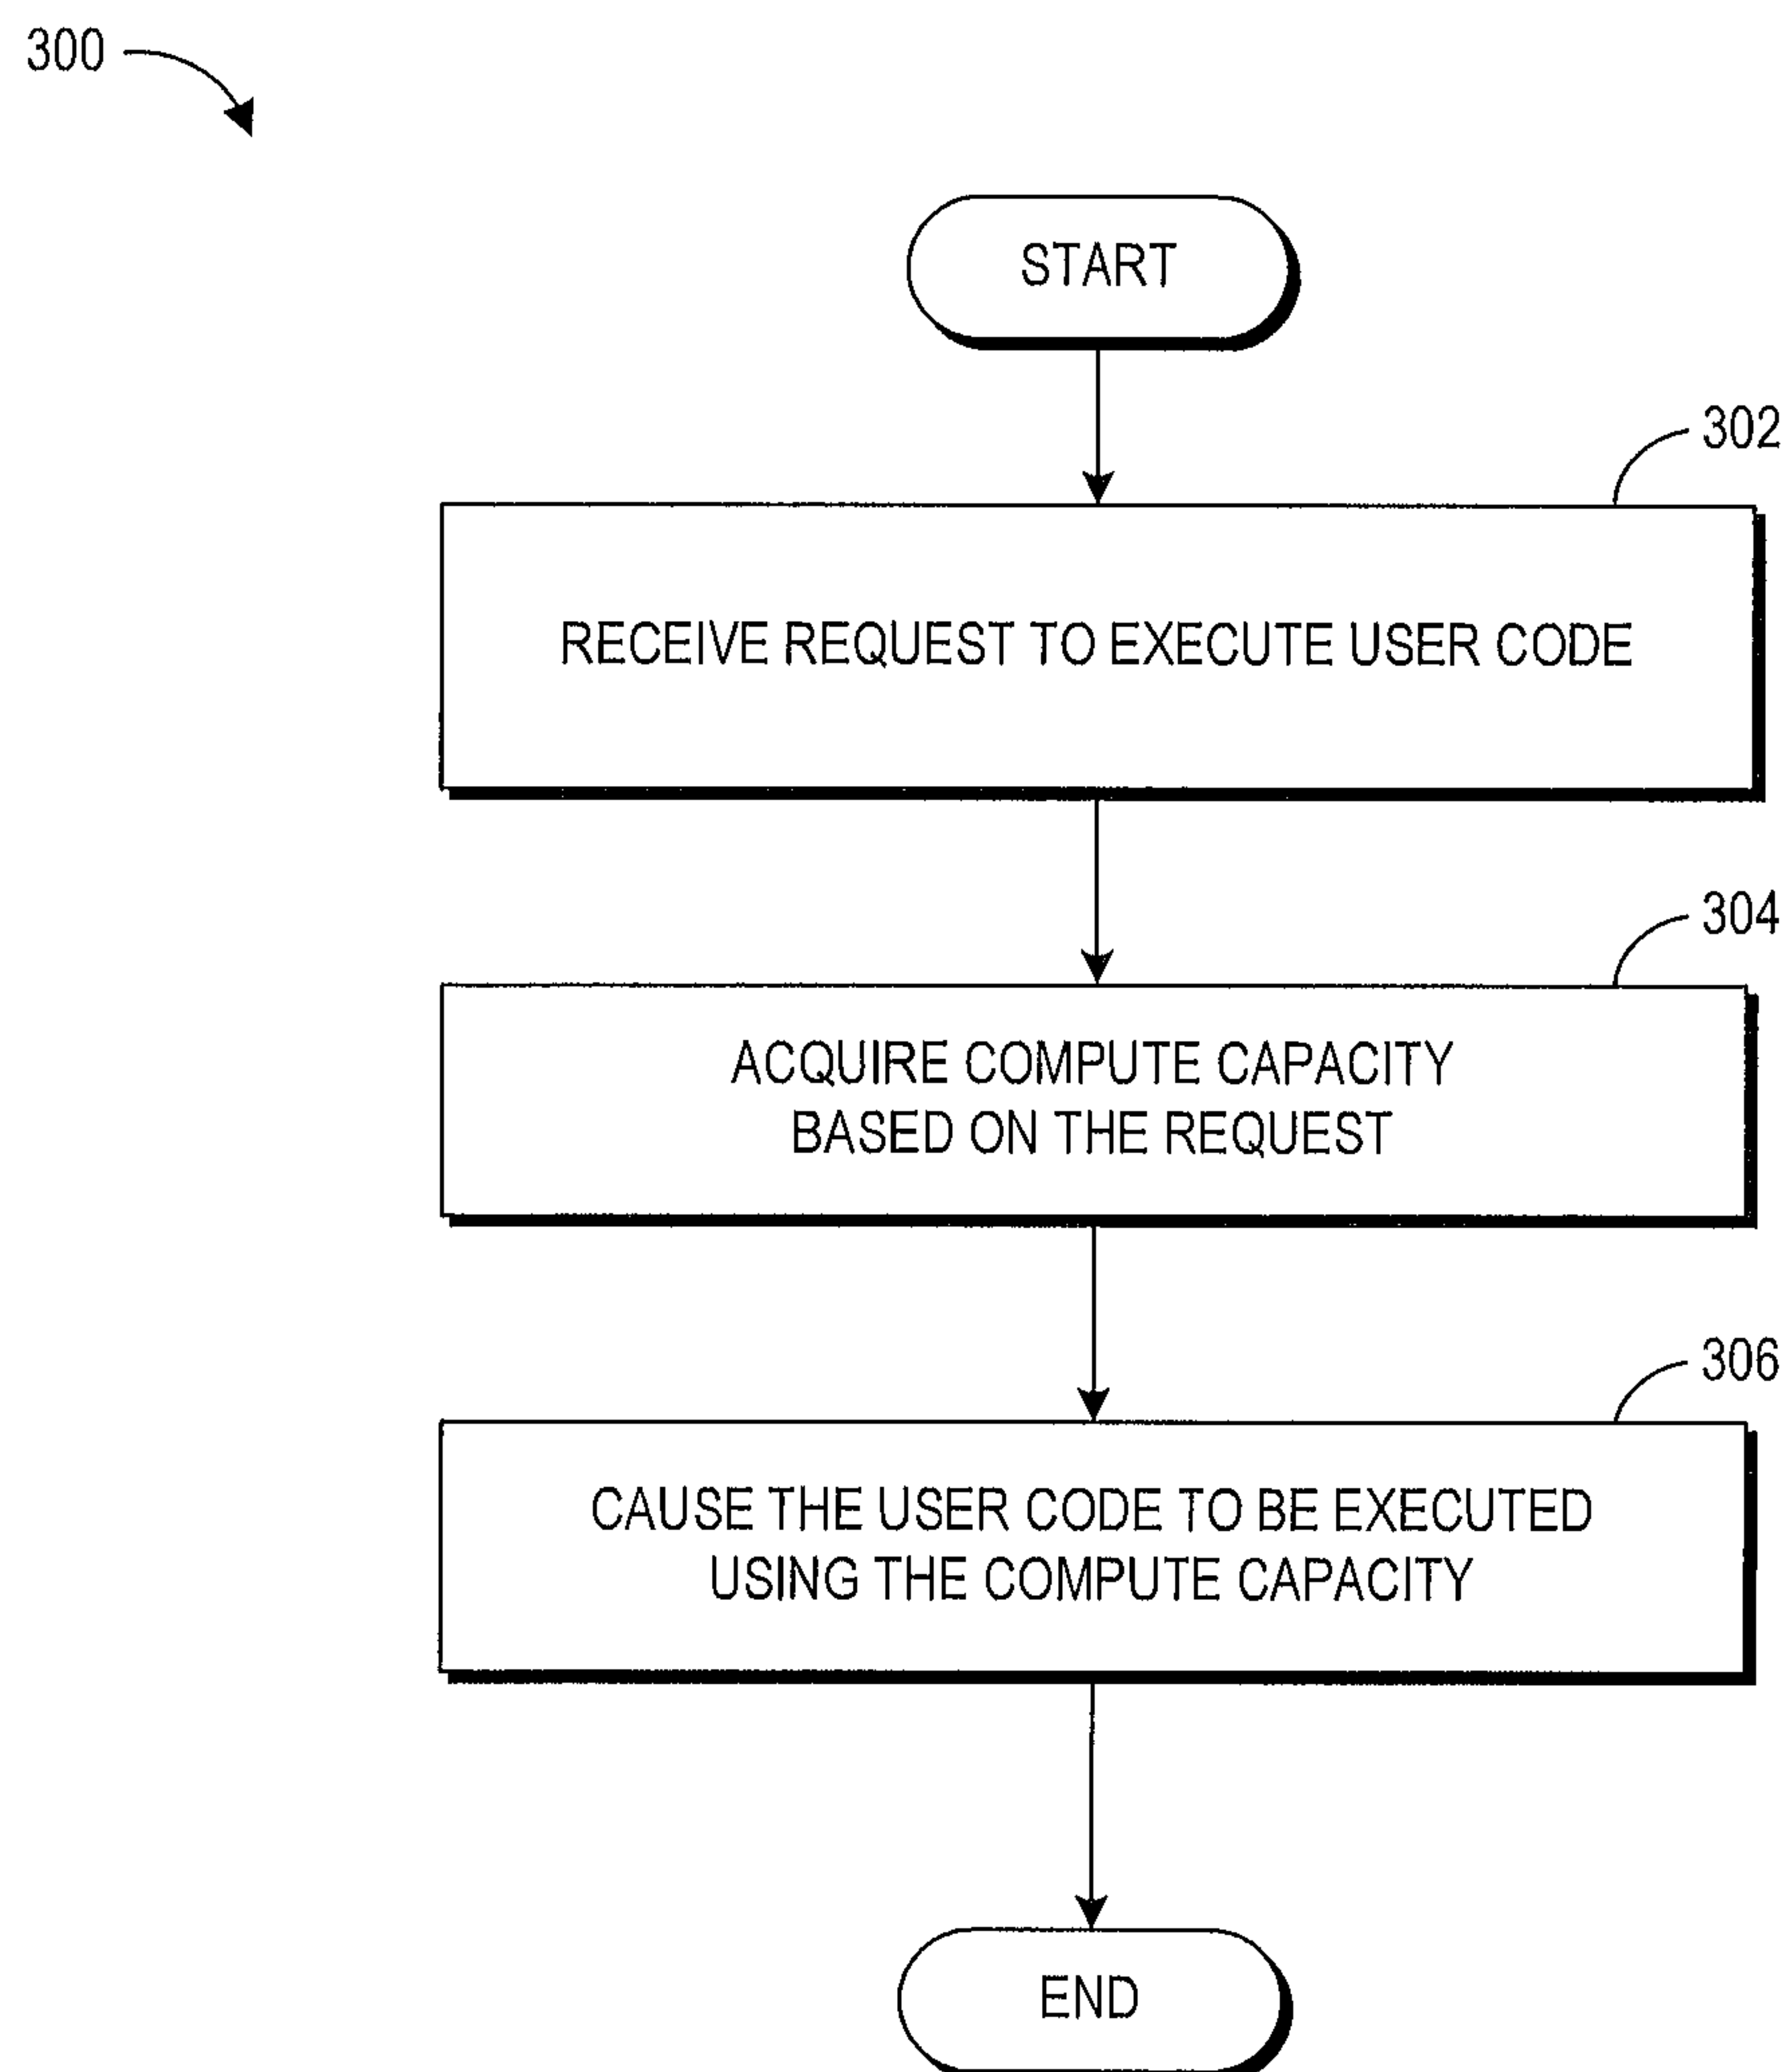 300
START
302
RECEIVE REQUEST TO EXECUTE USER CODE
304
ACQUIRE COMPUTE CAPACITY
BASED ON THE REQUEST
306
CAUSE THE USER CODE TO BE EXECUTED
USING THE COMPUTE CAPACITY
END